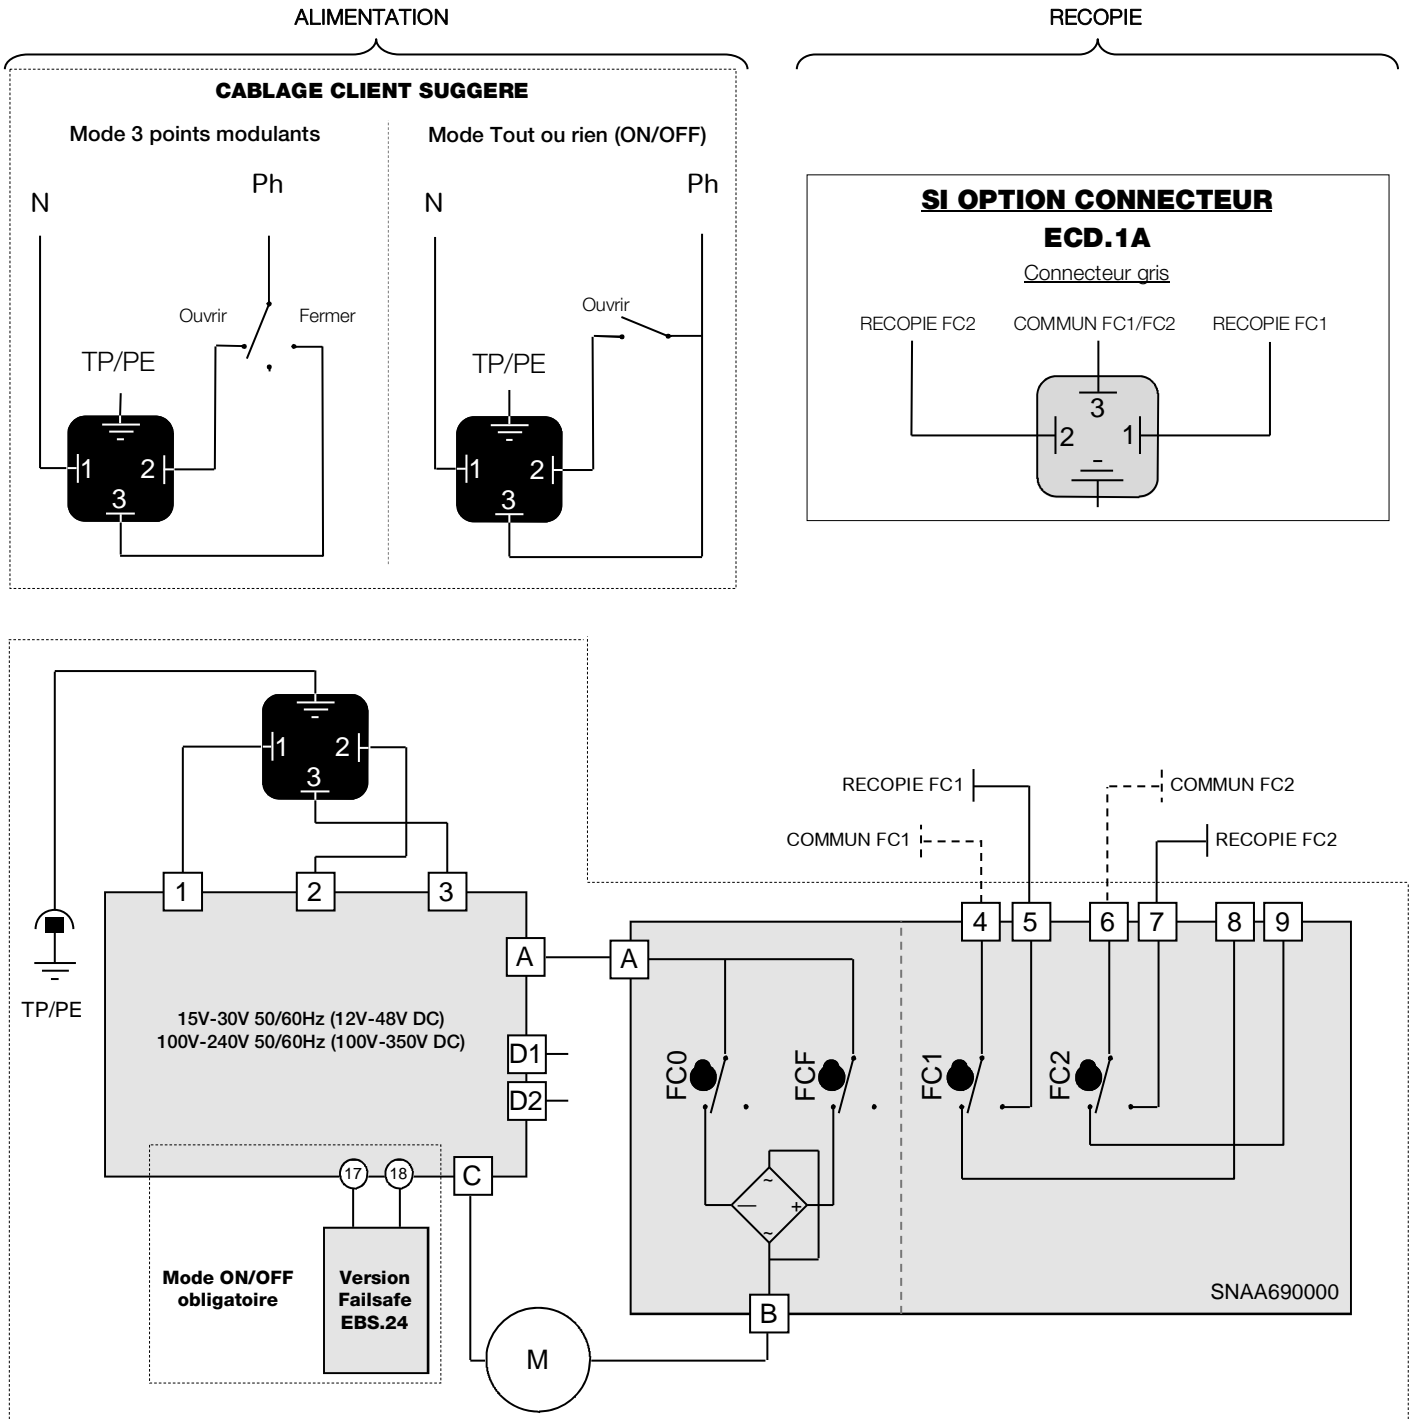 ALIMENTATION
RECOPIE
CABLAGE CLIENT SUGGERE
Mode 3 points modulants
Mode Tout ou rien (ON/OFF)
N
Ph
Ouvrir
Fermer
TP/PE
1
2
3
N
Ph
Ouvrir
TP/PE
1
2
3
SI OPTION CONNECTEUR
ECD.1A
Connecteur gris
RECOPIE FC2
COMMUN FC1/FC2
RECOPIE FC1
3
2
1
1
2
3
TP/PE
1
2
3
A
15V-30V 50/60Hz (12V-48V DC)
100V-240V 50/60Hz (100V-350V DC)
D1
D2
C
17
18
Mode ON/OFF
obligatoire
Version
Failsafe
EBS.24
M
RECOPIE FC1
COMMUN FC2
COMMUN FC1
RECOPIE FC2
4
5
6
7
8
9
A
FC0
FCF
FC1
FC2
~
—
+
~
B
SNAA690000